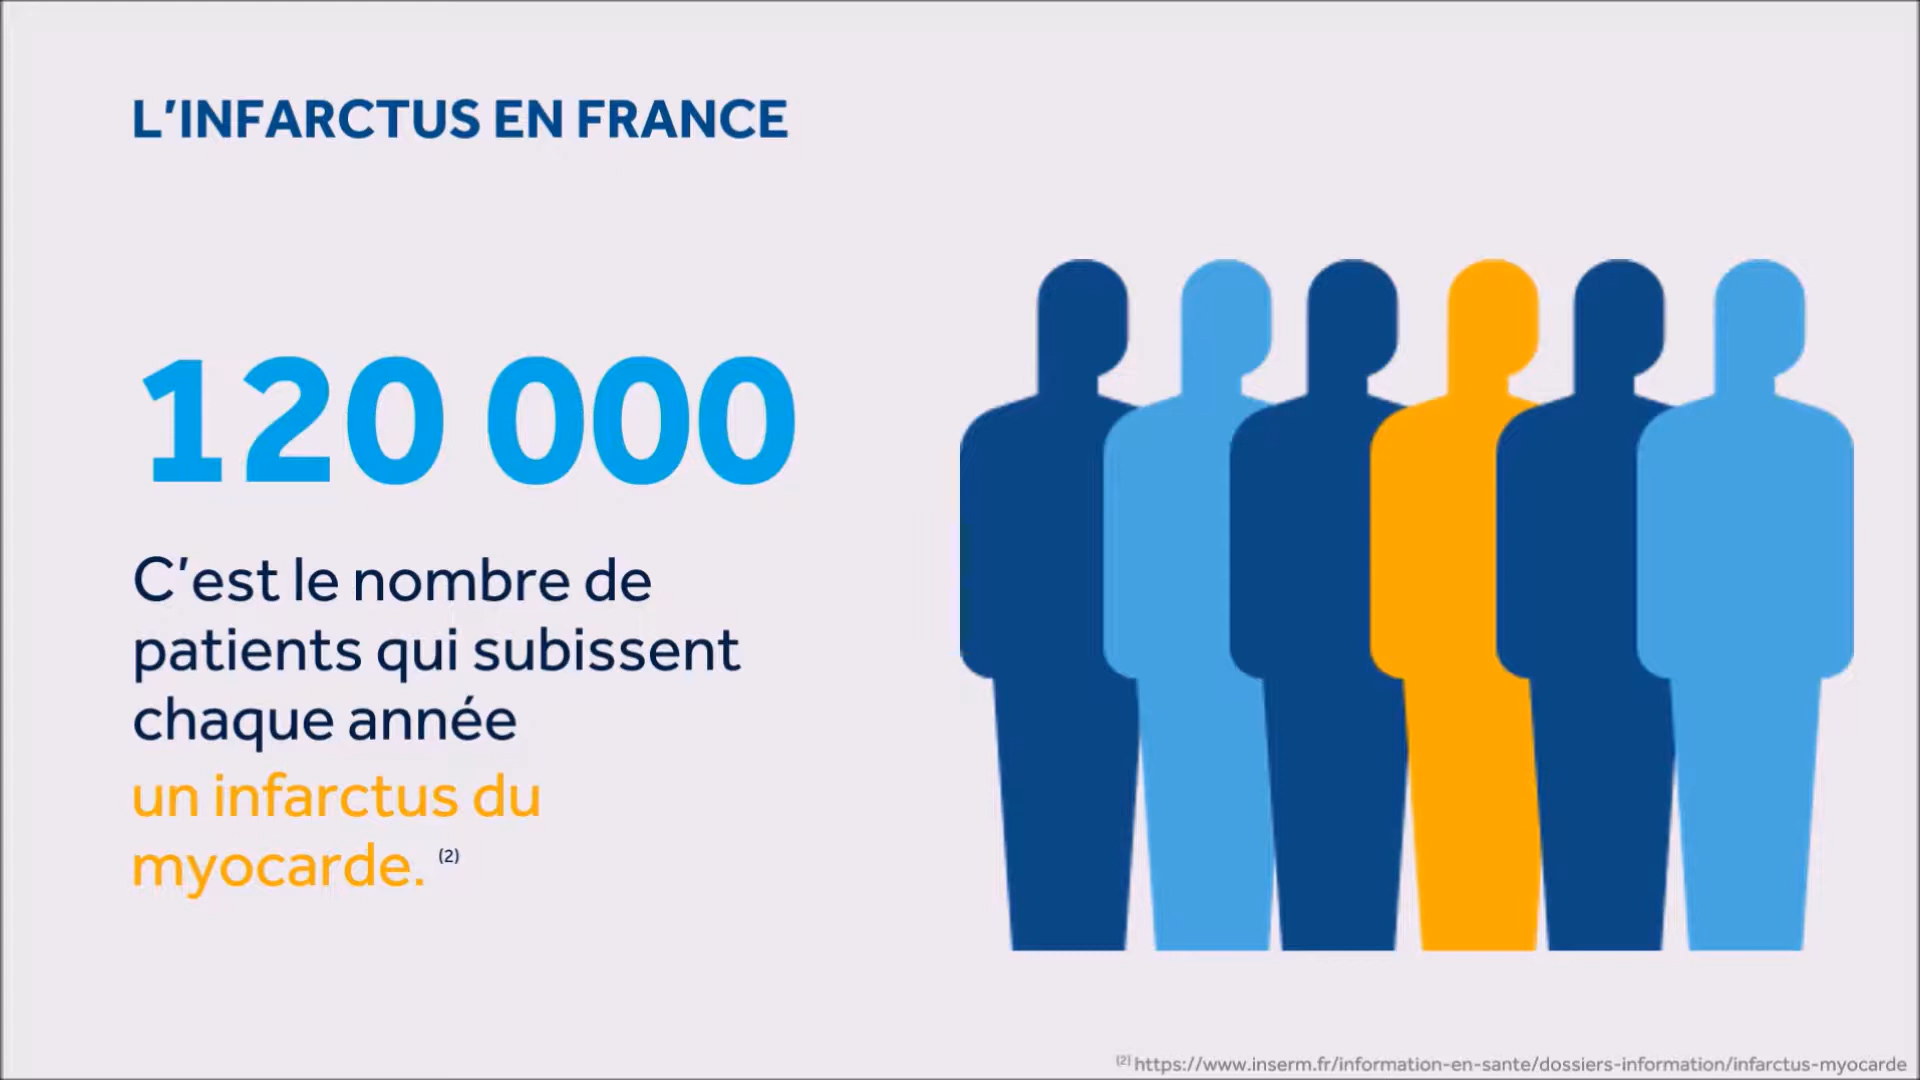 L'INFARCTUS EN FRANCE
120 000
C'est le nombre de
patients qui subissent
chaque année
un infarctus du
myocarde. (2)
(2) https://www.inserm.fr/information-en-sante/dossiers-information/infarctus-myocarde